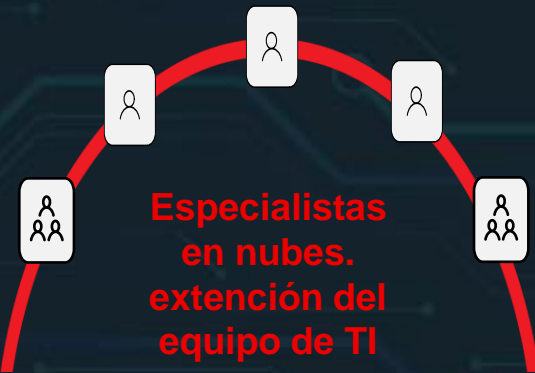 Especialistas
en nubes.
extención del
equipo de TI